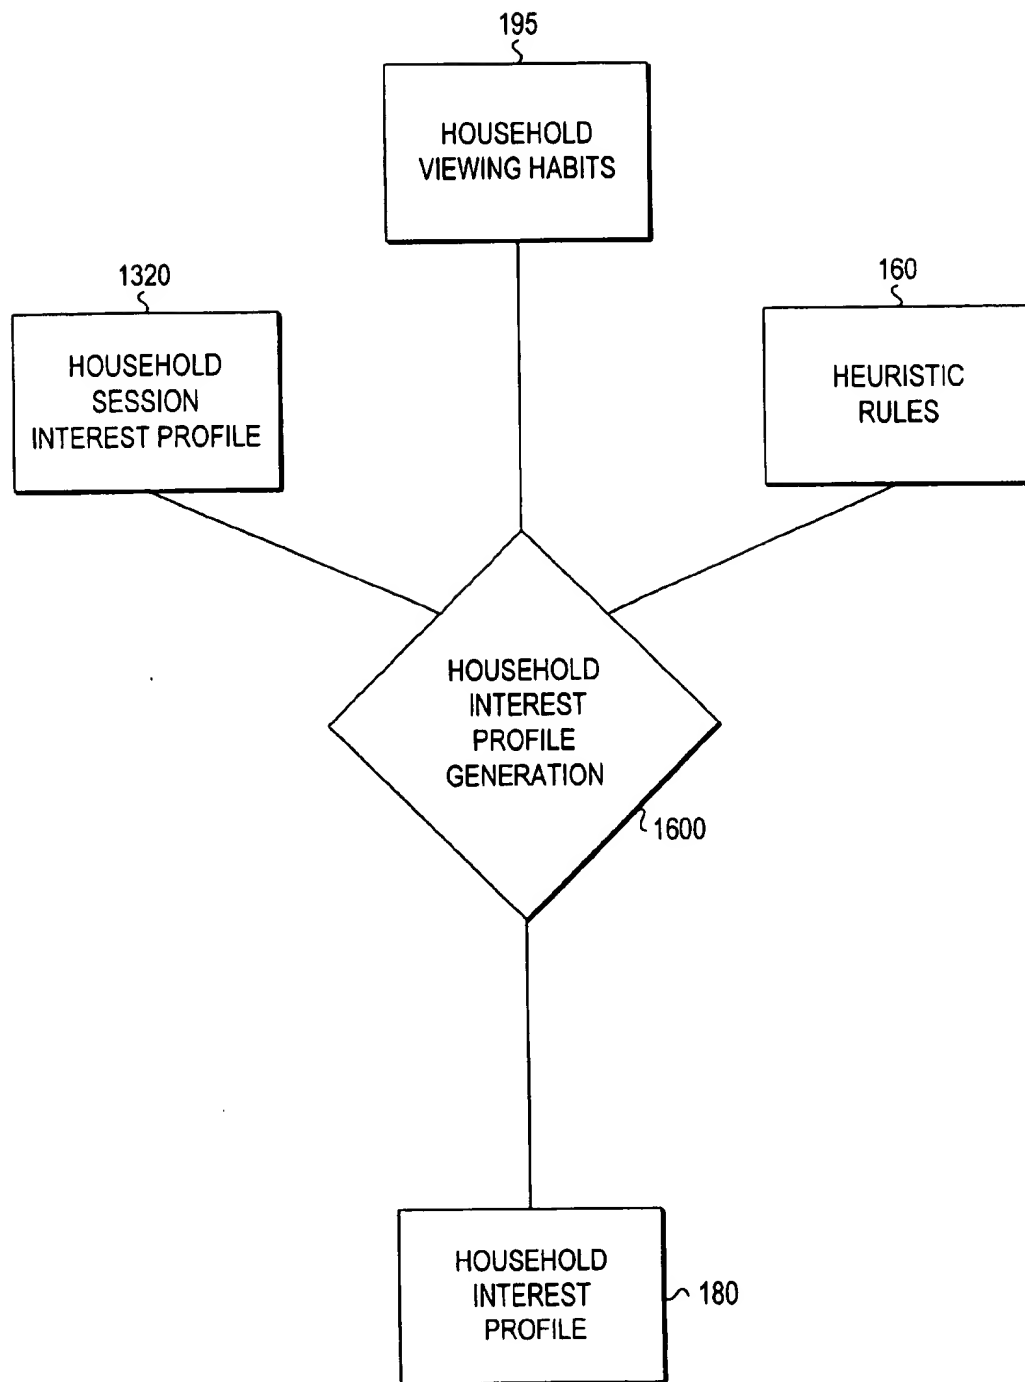 195
HOUSEHOLD
VIEWING HABITS
1320
HOUSEHOLD
SESSION
INTEREST PROFILE
160
HEURISTIC
RULES
HOUSEHOLD
INTEREST
PROFILE
GENERATION
1600
HOUSEHOLD
INTEREST
PROFILE
180